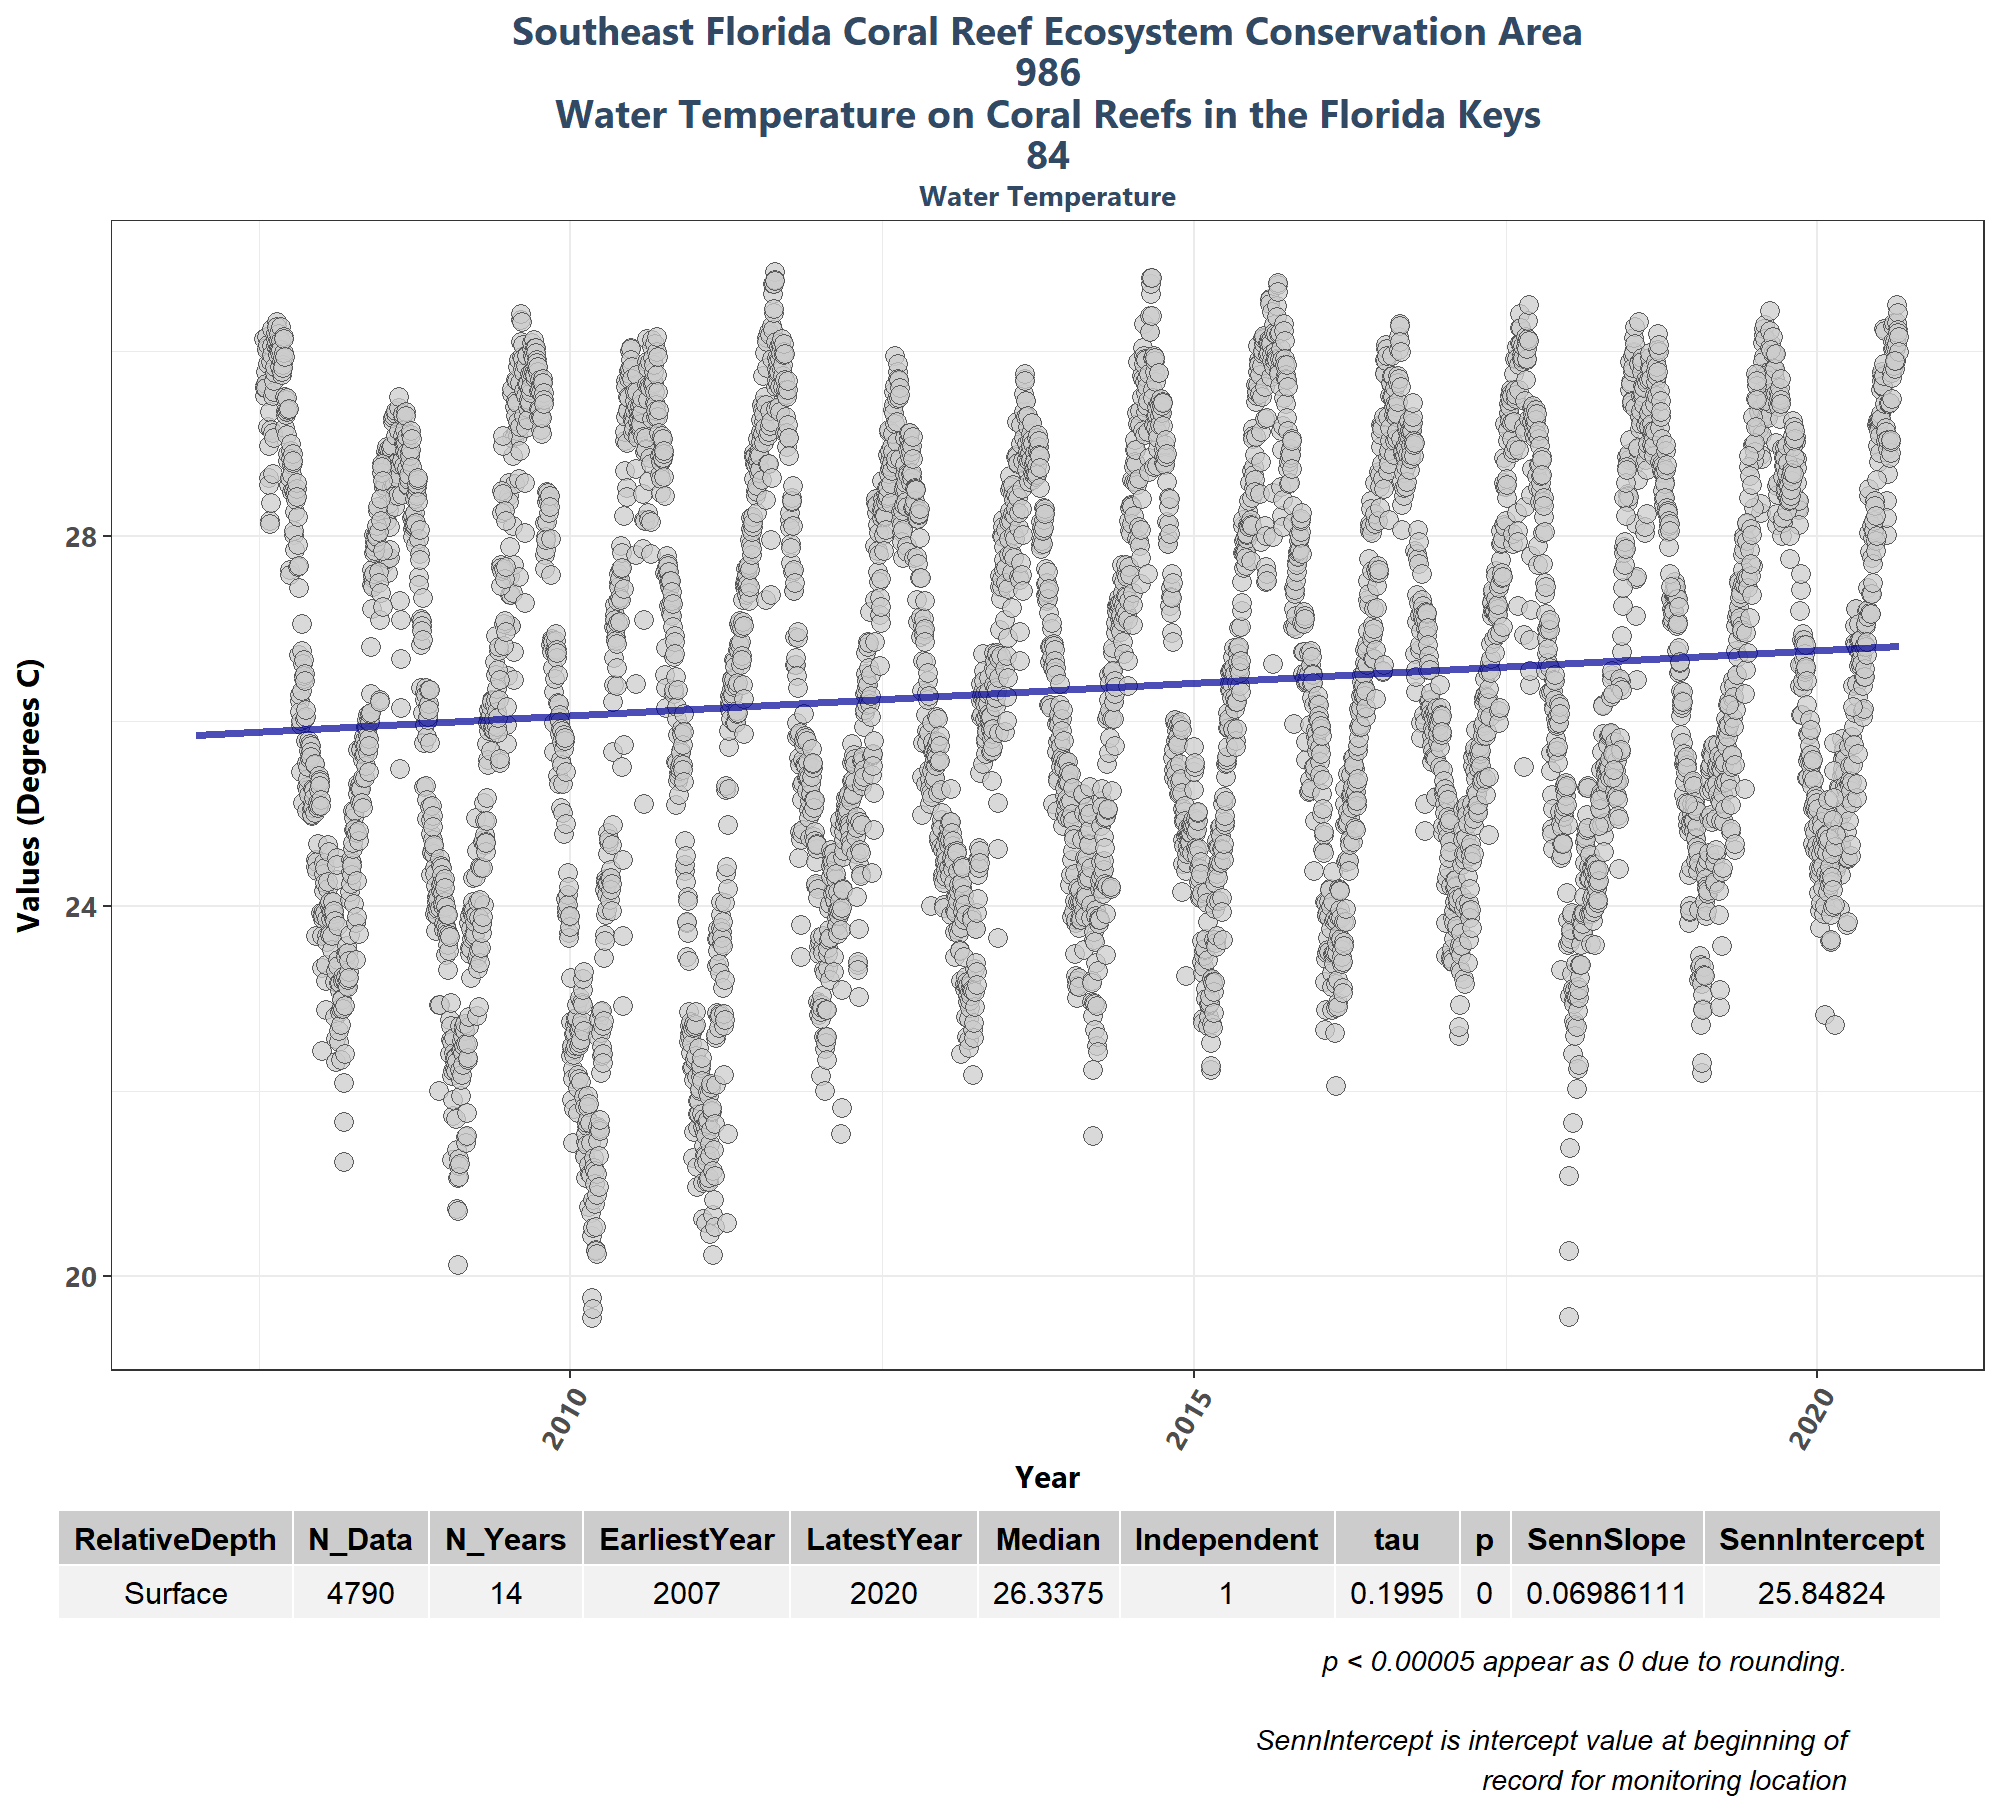 Southeast Florida Coral Reef Ecosystem Conservation Area
986
Water Temperature on Coral Reefs in the Florida Keys
84
Water Temperature
Values (Degrees C)
28
24
20
2010
2015
2020
Year
RelativeDepth N_Data N_Years EarliestYear LatestYear Median Independent tau p SennSlope SennIntercept
Surface 4790 14 2007 2020 26.3375 1 0.1995 0 0.06986111 25.84824
p < 0.00005 appear as 0 due to rounding.
SennIntercept is intercept value at beginning of
record for monitoring location